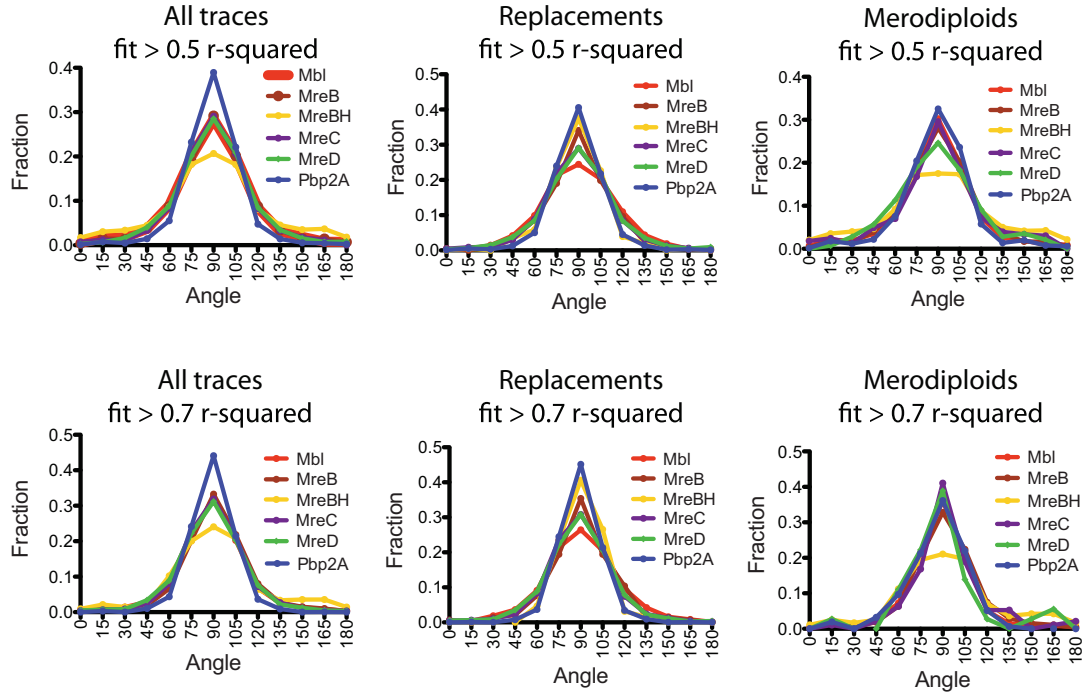 All traces
fit > 0.5 r-squared
0.4
0.3
0.2
0.1
0.0
Fraction
0
15
30
45
60
75
90
105
120
135
150
165
180
Angle
Mbl
MreB
MreBH
MreC
MreD
Pbp2A
Replacements
fit > 0.5 r-squared
0.5
0.4
0.3
0.2
0.1
0.0
Fraction
0
15
30
45
60
75
90
105
120
135
150
165
180
Angle
Mbl
MreB
MreBH
MreC
MreD
Pbp2A
Merodiploids
fit > 0.5 r-squared
0.4
0.3
0.2
0.1
0.0
Fraction
0
15
30
45
60
75
90
105
120
135
150
165
180
Angle
Mbl
MreB
MreBH
MreC
MreD
Pbp2A
All traces
fit > 0.7 r-squared
0.5
0.4
0.3
0.2
0.1
0.0
Fraction
0
15
30
45
60
75
90
105
120
135
150
165
180
Angle
Mbl
MreB
MreBH
MreC
MreD
Pbp2A
Replacements
fit > 0.7 r-squared
0.5
0.4
0.3
0.2
0.1
0.0
Fraction
0
15
30
45
60
75
90
105
120
135
150
165
180
Angle
Mbl
MreB
MreBH
MreC
MreD
Pbp2A
Merodiploids
fit > 0.7 r-squared
0.5
0.4
0.3
0.2
0.1
0.0
Fraction
0
15
30
45
60
75
90
105
120
135
150
165
180
Angle
Mbl
MreB
MreBH
MreC
MreD
Pbp2A